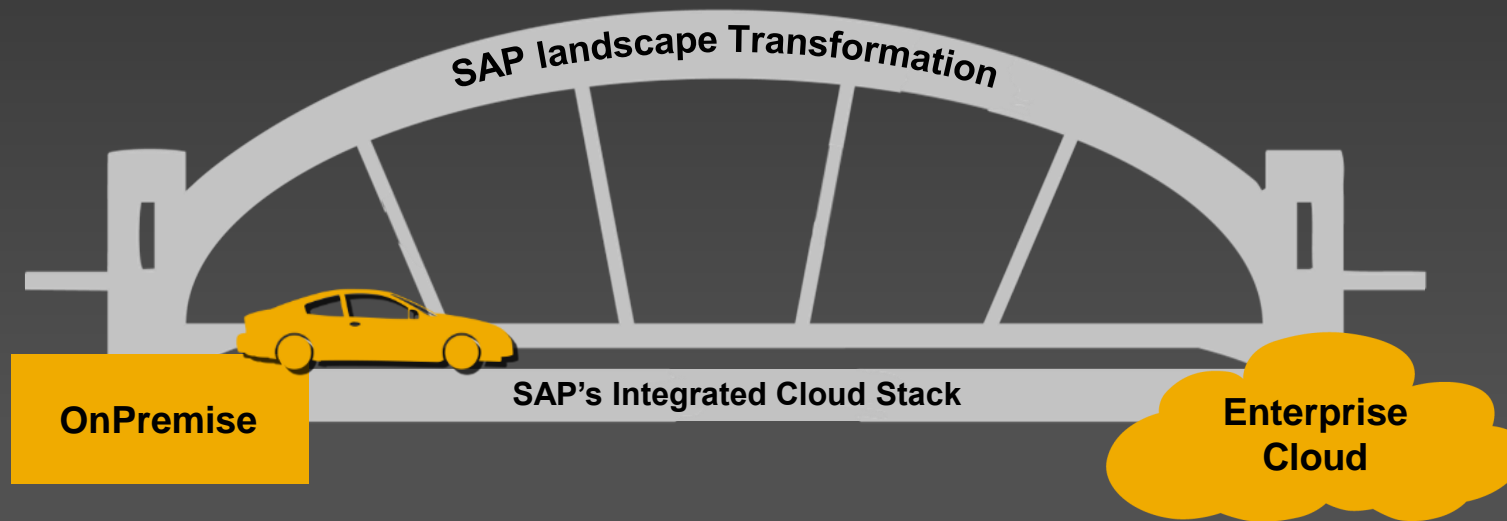 SAP landscape Transformation
SAP’s Integrated Cloud Stack
OnPremise
Enterprise
Cloud